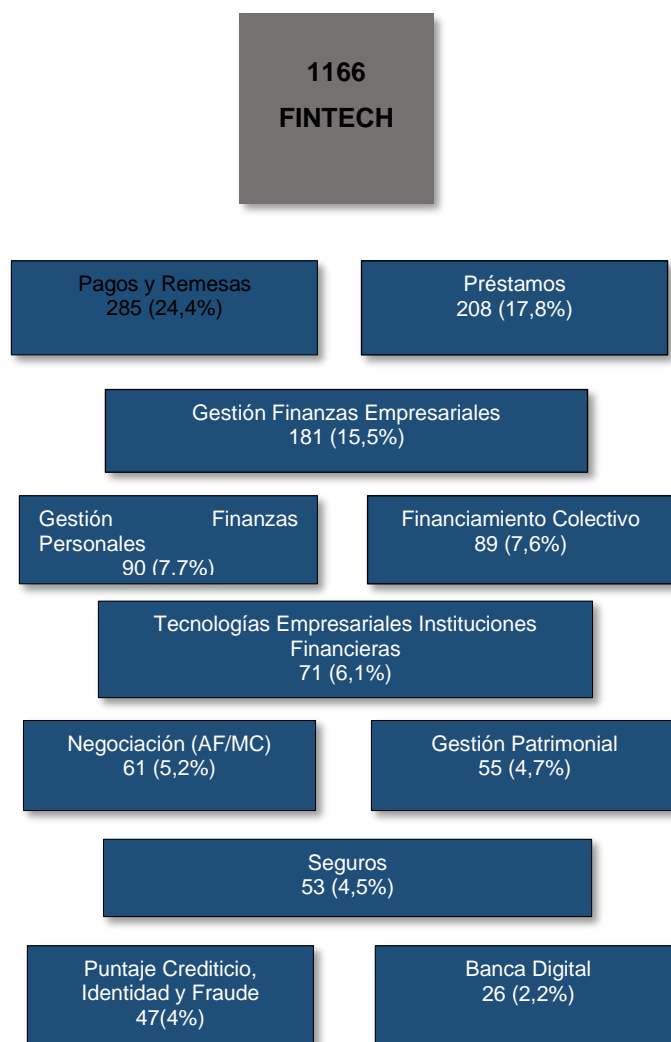 1166
FINTECH
Pagos y Remesas
285 (24,4%)
Préstamos
208 (17,8%)
Gestión Finanzas Empresariales
181 (15,5%)
Gestión Finanzas
Personales
90 (7.7%)
Financiamiento Colectivo
89 (7,6%)
Tecnologías Empresariales Instituciones
Financieras
71 (6,1%)
Negociación (AF/MC)
61 (5,2%)
Gestión Patrimonial
55 (4,7%)
Seguros
53 (4,5%)
Puntaje Crediticio,
Identidad y Fraude
47(4%)
Banca Digital
26 (2,2%)